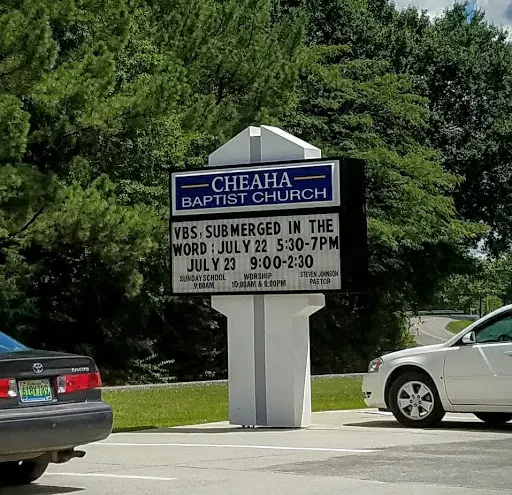 CHEAHA
BAPTIST CHURCH
VBS: SUBMERGED IN THE
WORD: JULY 22 5:30-7PM
JULY 23 9:00-2:30
SUNDAY SCHOOL WORSHIP STEVEN JOHNSON
9:00AM 10:00AM & 6:00PM PASTOR